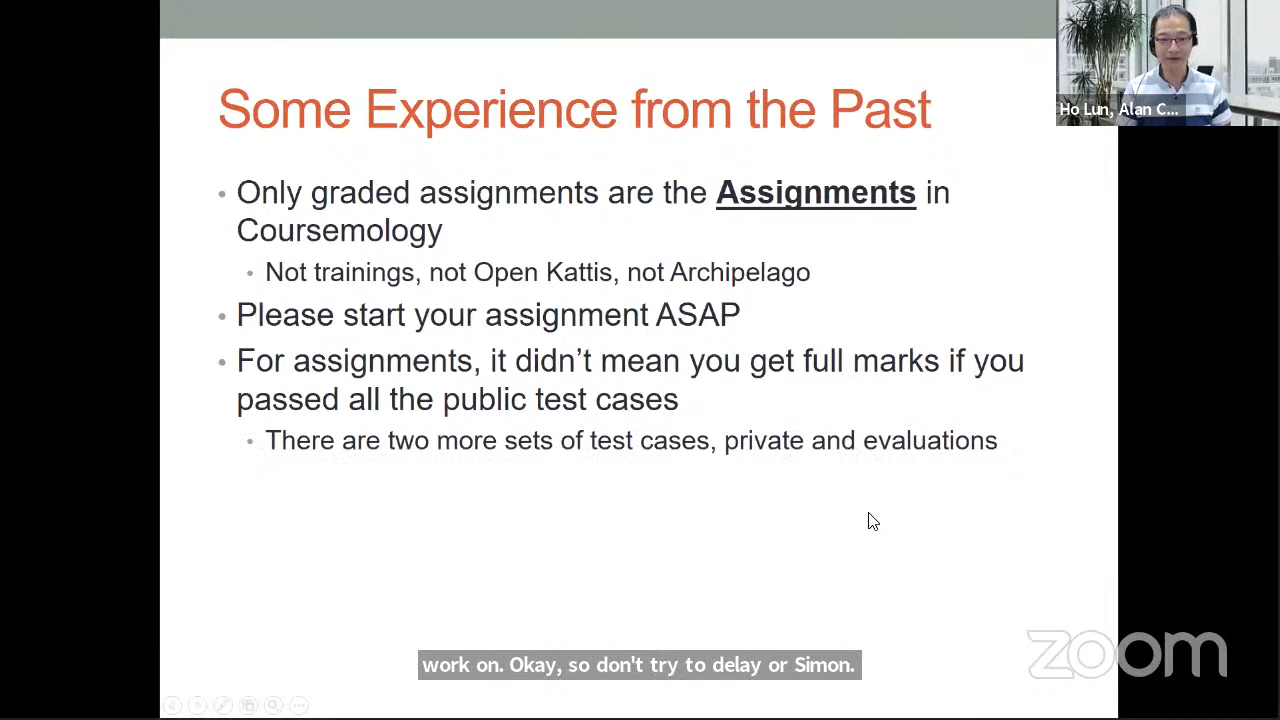 Some Experience from the Past
Ho Lun, Alan C...
• Only graded assignments are the Assignments in
Coursemology
• Not trainings, not Open Kattis, not Archipelago
• Please start your assignment ASAP
• For assignments, it didn’t mean you get full marks if you
passed all the public test cases
• There are two more sets of test cases, private and evaluations
work on. Okay, so don't try to delay or Simon.
zoom